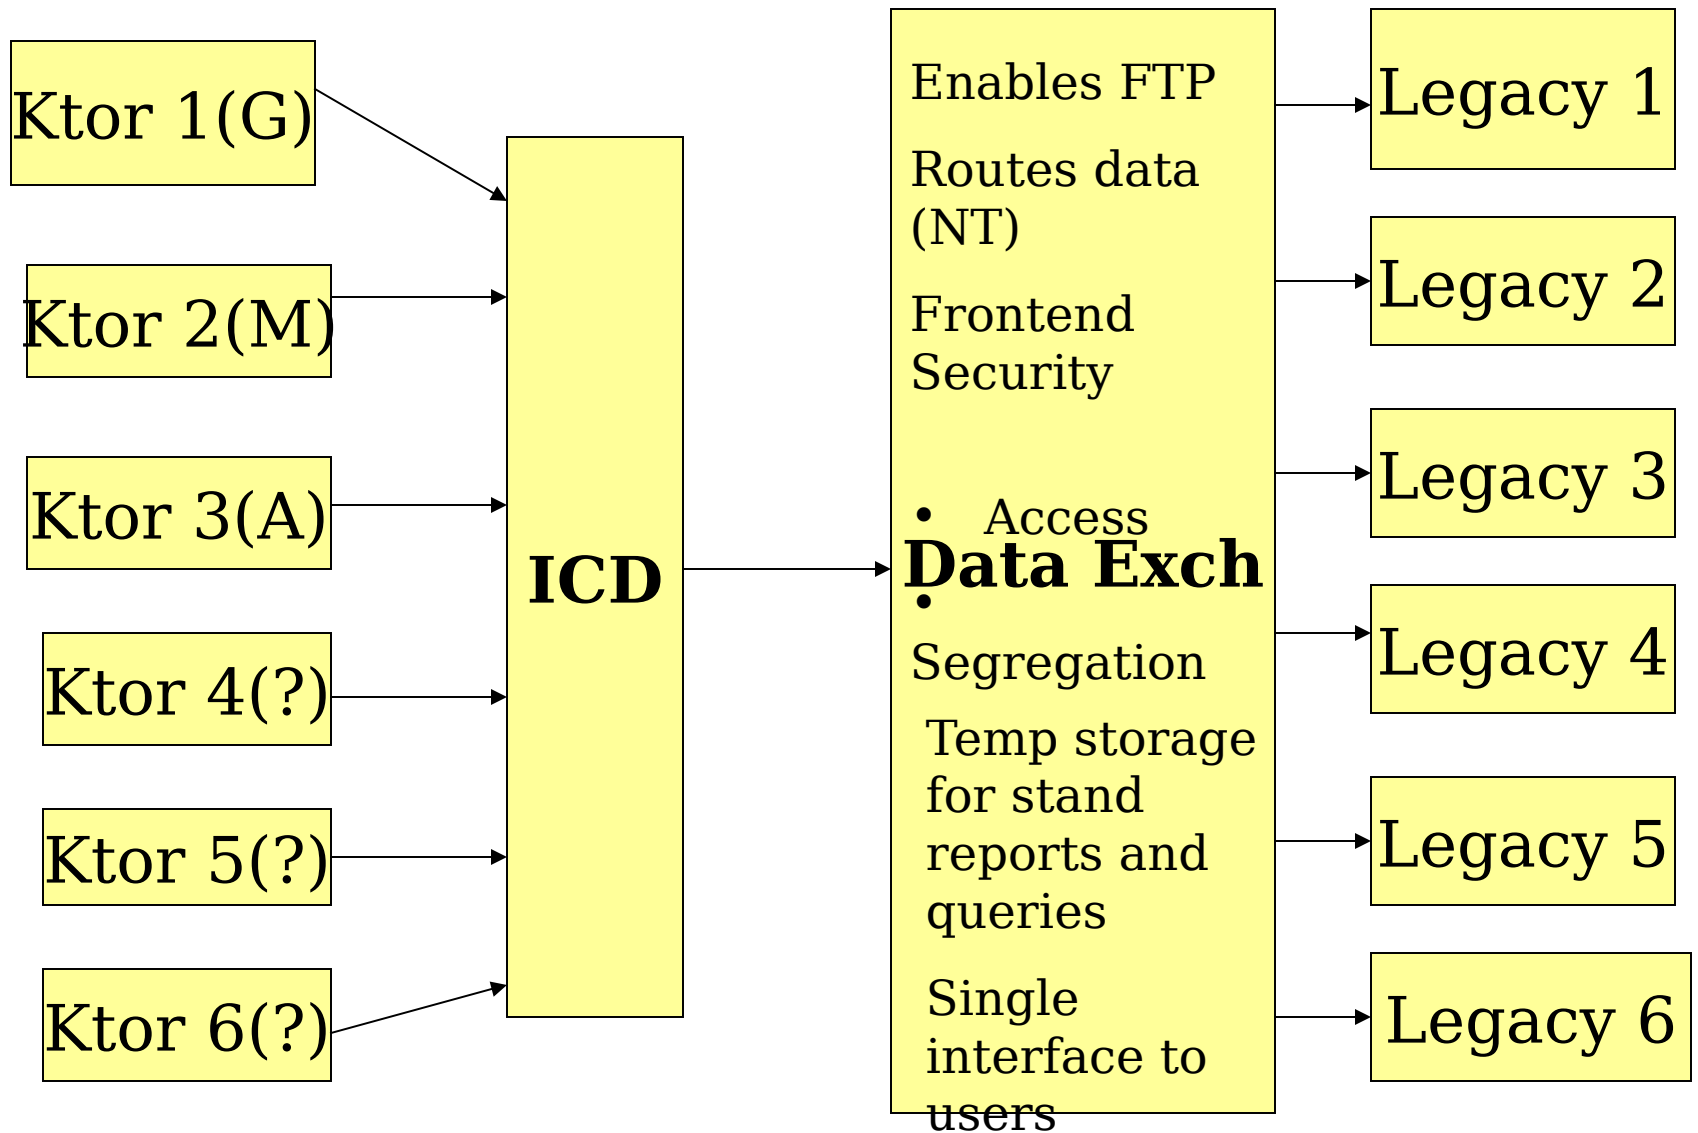 Ktor 1(G)
Ktor 2(M)
Ktor 3(A)
Ktor 4(?)
Ktor 5(?)
Ktor 6(?)
ICD
Enables FTP
Routes data
(NT)
Frontend
Security
• Access
Data Exch
•
Segregation
Temp storage
for stand
reports and
queries
Single
interface to
users
Legacy 1
Legacy 2
Legacy 3
Legacy 4
Legacy 5
Legacy 6